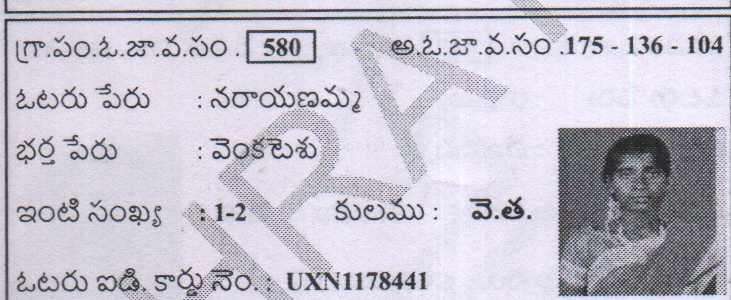 గ్రా.పం.ఓ.జా.వ.సం . 580 అ.ఓ.జా.వ.సం .175 - 136 - 104
ఓటరు పేరు : నరాయణమ్మ
భర్త పేరు : వెంకటేశు
ఇంటి సంఖ్య : 1-2 కులము : వె.త.
ఓటరు ఐడి. కార్డు నెం. : UXN1178441